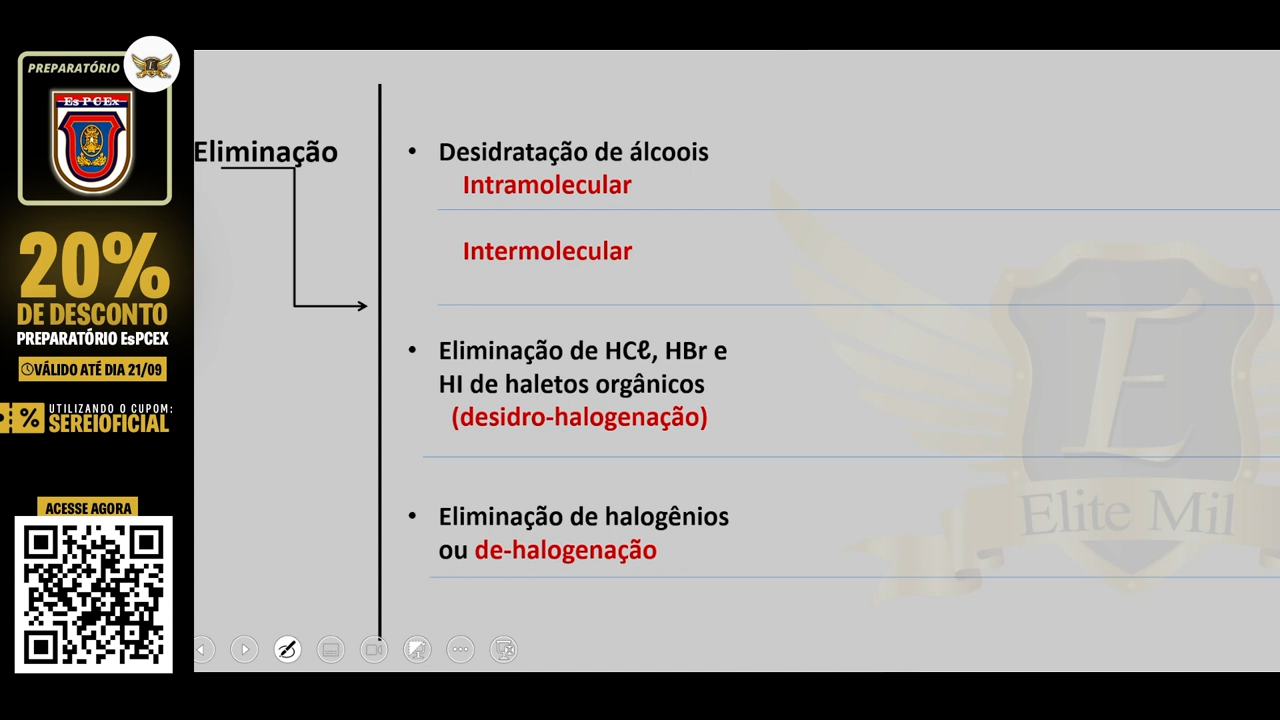 PREPARATÓRIO
EsPCEx
20%
DE DESCONTO
PREPARATÓRIO EsPCEX
VÁLIDO ATÉ DIA 21/09
%
UTILIZANDO O CUPOM:
SEREIOFICIAL
ACESSE AGORA
Eliminação
• Desidratação de álcoois
Intramolecular
Intermolecular
• Eliminação de HCℓ, HBr e
HI de haletos orgânicos
(desidro-halogenação)
• Eliminação de halogênios
ou de-halogenação
E
Elite Mil